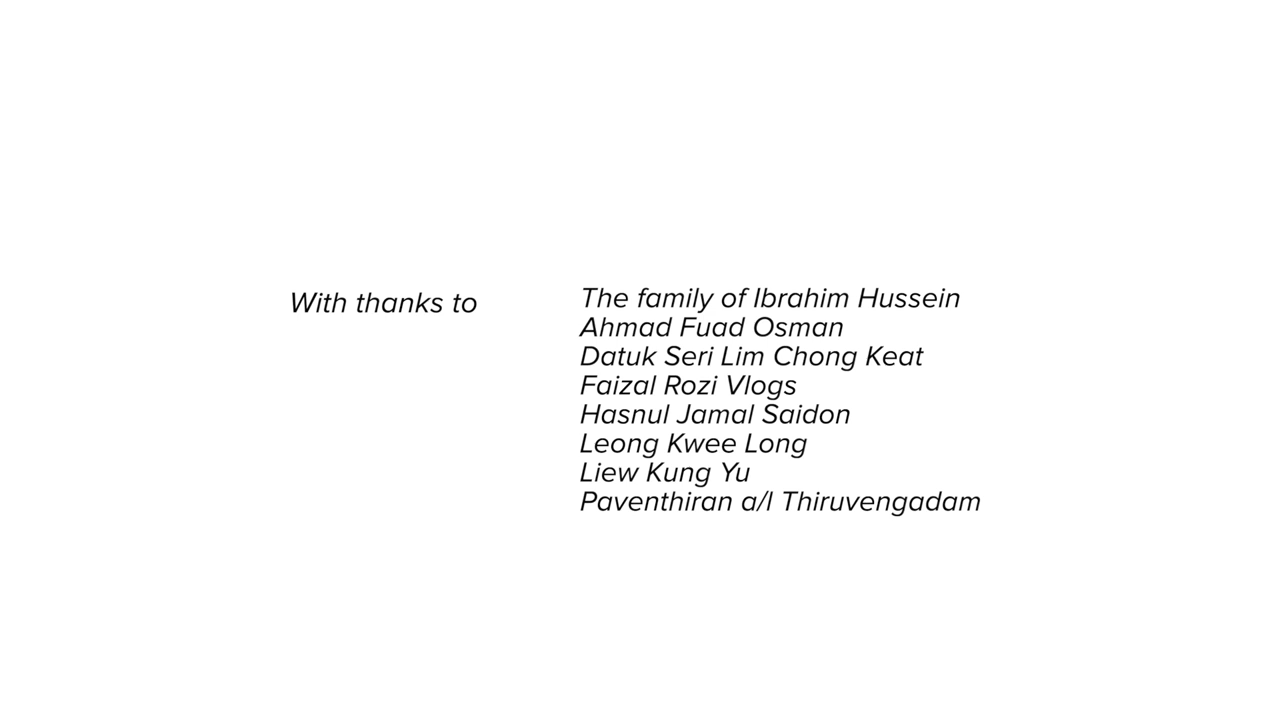 With thanks to
The family of Ibrahim Hussein
Ahmad Fuad Osman
Datuk Seri Lim Chong Keat
Faizal Rozi Vlogs
Hasnul Jamal Saidon
Leong Kwee Long
Liew Kung Yu
Paventhiran a/l Thiruvengadam